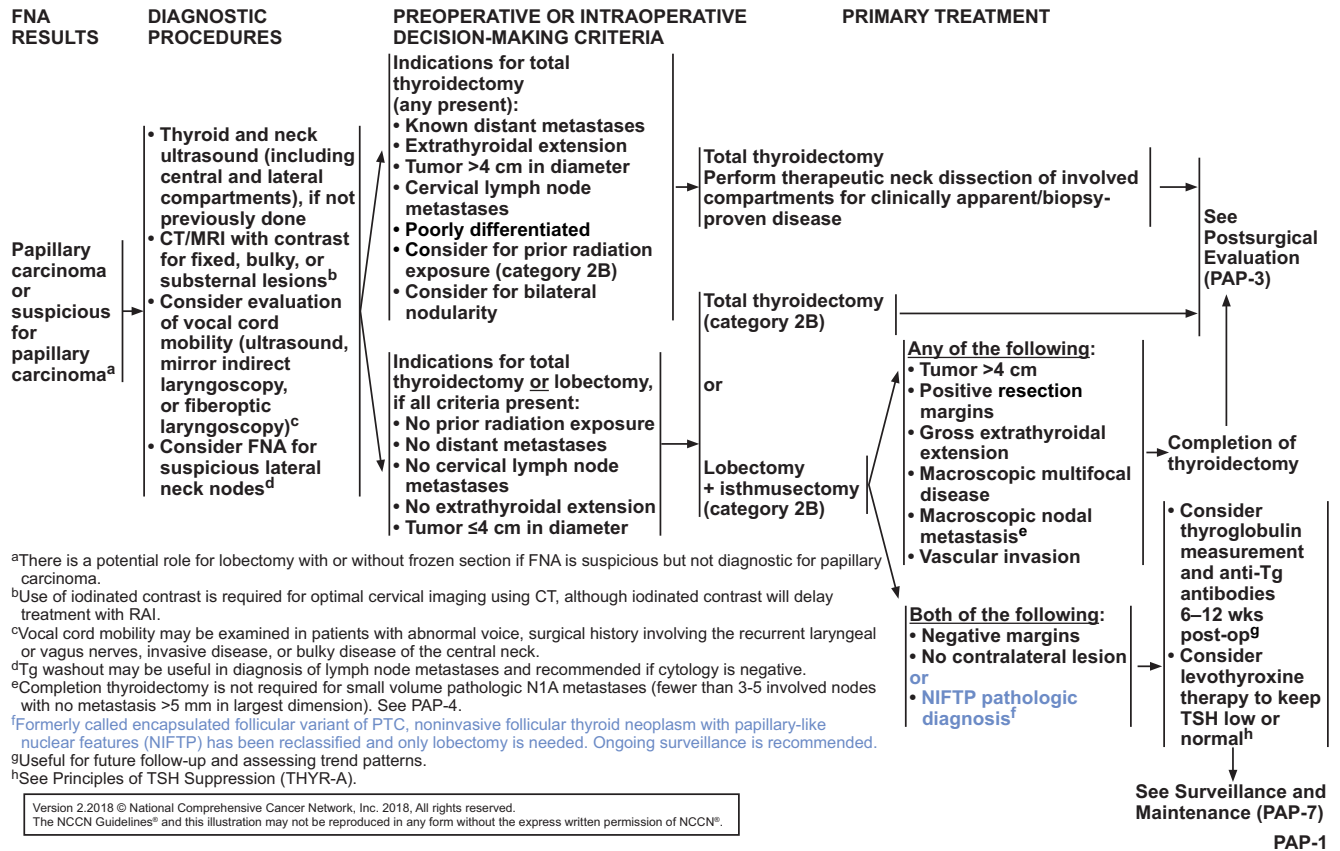 FNA
RESULTS
DIAGNOSTIC
PROCEDURES
PREOPERATIVE OR INTRAOPERATIVE
DECISION-MAKING CRITERIA
PRIMARY TREATMENT
Papillary
carcinoma
or
suspicious
for
papillary
carcinomaᵃ
• Thyroid and neck
ultrasound (including
central and lateral
compartments), if not
previously done
• CT/MRI with contrast
for fixed, bulky, or
substernal lesionsᵇ
• Consider evaluation
of vocal cord
mobility (ultrasound,
mirror indirect
laryngoscopy,
or fiberoptic
laryngoscopy)ᶜ
• Consider FNA for
suspicious lateral
neck nodesᵈ
Indications for total
thyroidectomy
(any present):
• Known distant metastases
• Extrathyroidal extension
• Tumor >4 cm in diameter
• Cervical lymph node
metastases
• Poorly differentiated
• Consider for prior radiation
exposure (category 2B)
• Consider for bilateral
nodularity
Indications for total
thyroidectomy or lobectomy,
if all criteria present:
• No prior radiation exposure
• No distant metastases
• No cervical lymph node
metastases
• No extrathyroidal extension
• Tumor ≤4 cm in diameter
Total thyroidectomy
Perform therapeutic neck dissection of involved
compartments for clinically apparent/biopsy-
proven disease
Total thyroidectomy
(category 2B)
or
Lobectomy
+ isthmusectomy
(category 2B)
Any of the following:
• Tumor >4 cm
• Positive resection
margins
• Gross extrathyroidal
extension
• Macroscopic multifocal
disease
• Macroscopic nodal
metastasisᵉ
• Vascular invasion
Both of the following:
• Negative margins
• No contralateral lesion
or
• NIFTP pathologic
diagnosisᶠ
See
Postsurgical
Evaluation
(PAP-3)
Completion of
thyroidectomy
• Consider
thyroglobulin
measurement
and anti-Tg
antibodies
6–12 wks
post-opᵍ
• Consider
levothyroxine
therapy to keep
TSH low or
normalʰ
See Surveillance and
Maintenance (PAP-7)
ᵃThere is a potential role for lobectomy with or without frozen section if FNA is suspicious but not diagnostic for papillary
carcinoma.
ᵇUse of iodinated contrast is required for optimal cervical imaging using CT, although iodinated contrast will delay
treatment with RAI.
ᶜVocal cord mobility may be examined in patients with abnormal voice, surgical history involving the recurrent laryngeal
or vagus nerves, invasive disease, or bulky disease of the central neck.
ᵈTg washout may be useful in diagnosis of lymph node metastases and recommended if cytology is negative.
ᵉCompletion thyroidectomy is not required for small volume pathologic N1A metastases (fewer than 3-5 involved nodes
with no metastasis >5 mm in largest dimension). See PAP-4.
ᶠFormerly called encapsulated follicular variant of PTC, noninvasive follicular thyroid neoplasm with papillary-like
nuclear features (NIFTP) has been reclassified and only lobectomy is needed. Ongoing surveillance is recommended.
ᵍUseful for future follow-up and assessing trend patterns.
ʰSee Principles of TSH Suppression (THYR-A).
Version 2.2018 © National Comprehensive Cancer Network, Inc. 2018, All rights reserved.
The NCCN Guidelines® and this illustration may not be reproduced in any form without the express written permission of NCCN®.
PAP-1